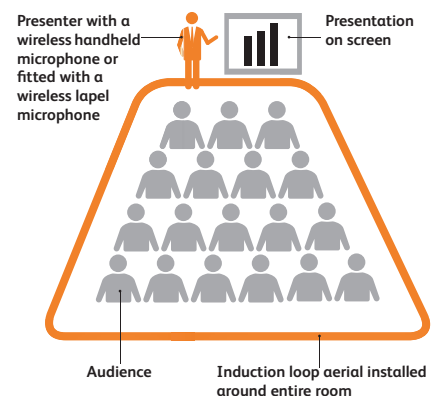 Presenter with a
wireless handheld
microphone or
fitted with a
wireless lapel
microphone
Presentation
on screen
Audience
Induction loop aerial installed
around entire room